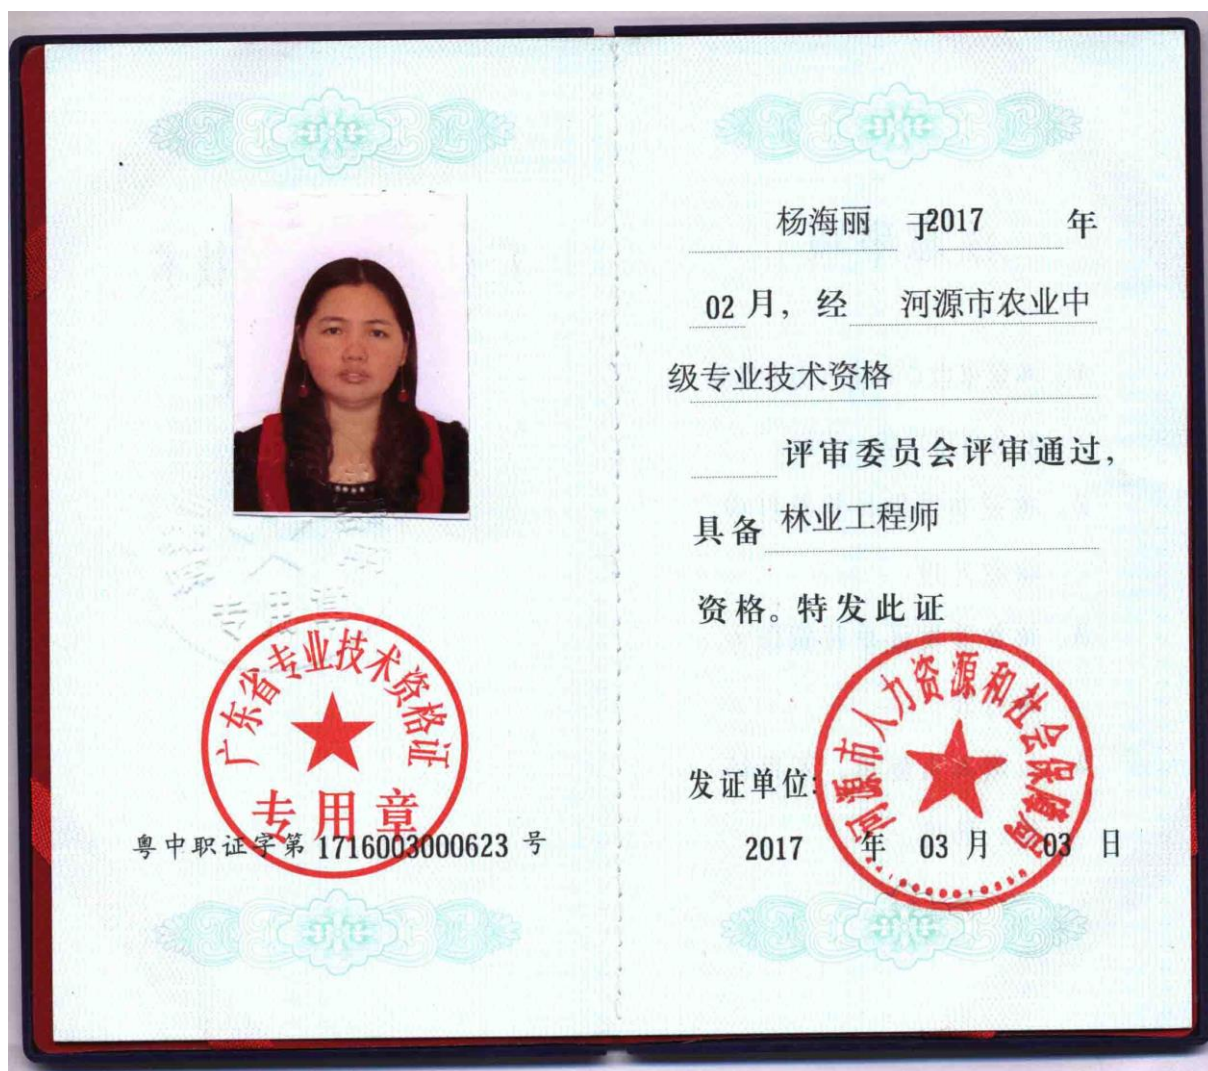 广东省专业技术资格证
专用章
粤中职证字第 1716003000623 号
杨海丽 于2017 年
02 月，经 河源市农业中
级专业技术资格
评审委员会评审通过，
具备 林业工程师
资格。特发此证
河源市人力资源和社会保障局
发证单位：
2017 年 03 月 03 日